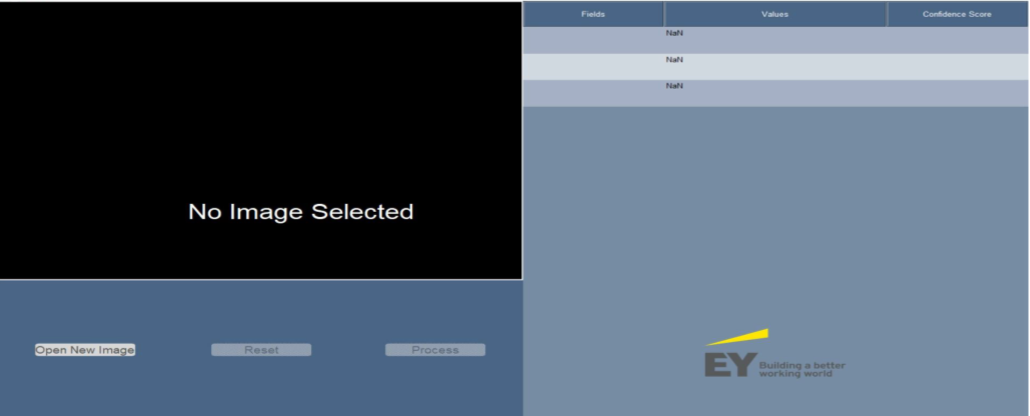 Fields Values Confidence Score
NaN
NaN
NaN
No Image Selected
Open New Image Reset Process
EY Building a better
working world